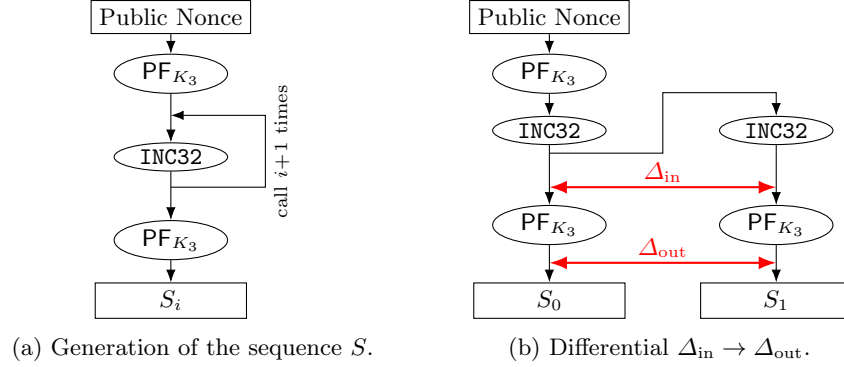 Public Nonce
PF_{K_3}
INC32
call i+1 times
PF_{K_3}
S_i
(a) Generation of the sequence S.
Public Nonce
PF_{K_3}
INC32
INC32
Δ_in
PF_{K_3}
PF_{K_3}
Δ_out
S_0
S_1
(b) Differential Δ_in → Δ_out.